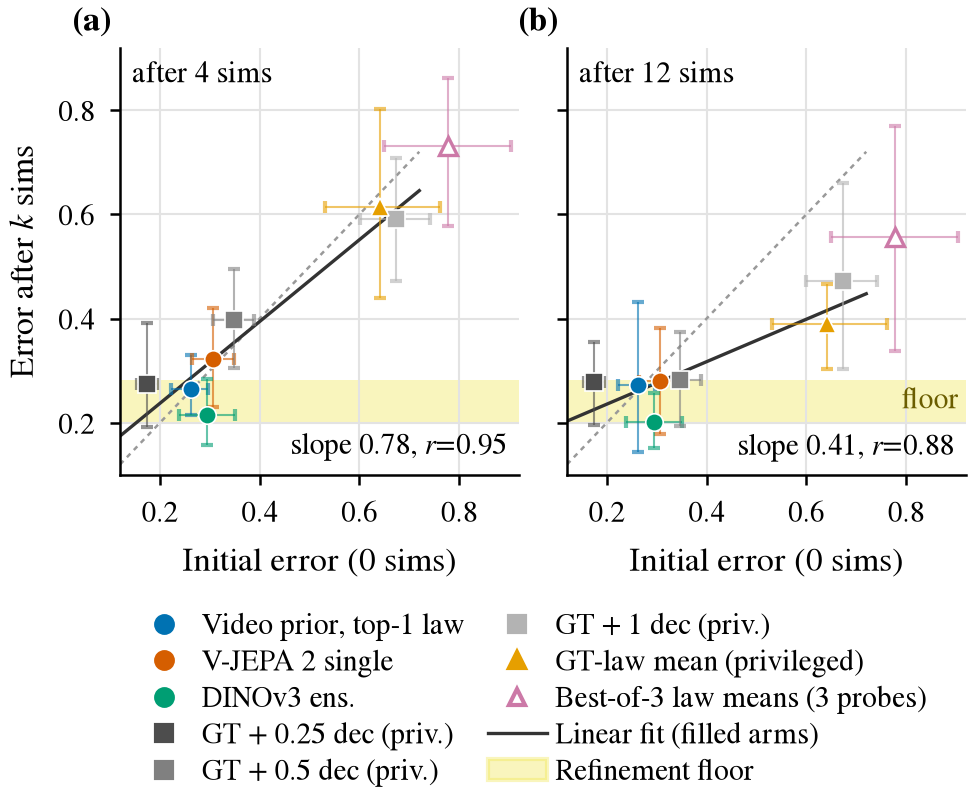 (a)
(b)
after 4 sims
after 12 sims
Error after k sims
0.8
0.6
0.4
0.2
floor
slope 0.78, r=0.95
slope 0.41, r=0.88
0.2 0.4 0.6 0.8
0.2 0.4 0.6 0.8
Initial error (0 sims)
Initial error (0 sims)
Video prior, top-1 law
V-JEPA 2 single
DINOv3 ens.
GT + 0.25 dec (priv.)
GT + 0.5 dec (priv.)
GT + 1 dec (priv.)
GT-law mean (privileged)
Best-of-3 law means (3 probes)
Linear fit (filled arms)
Refinement floor